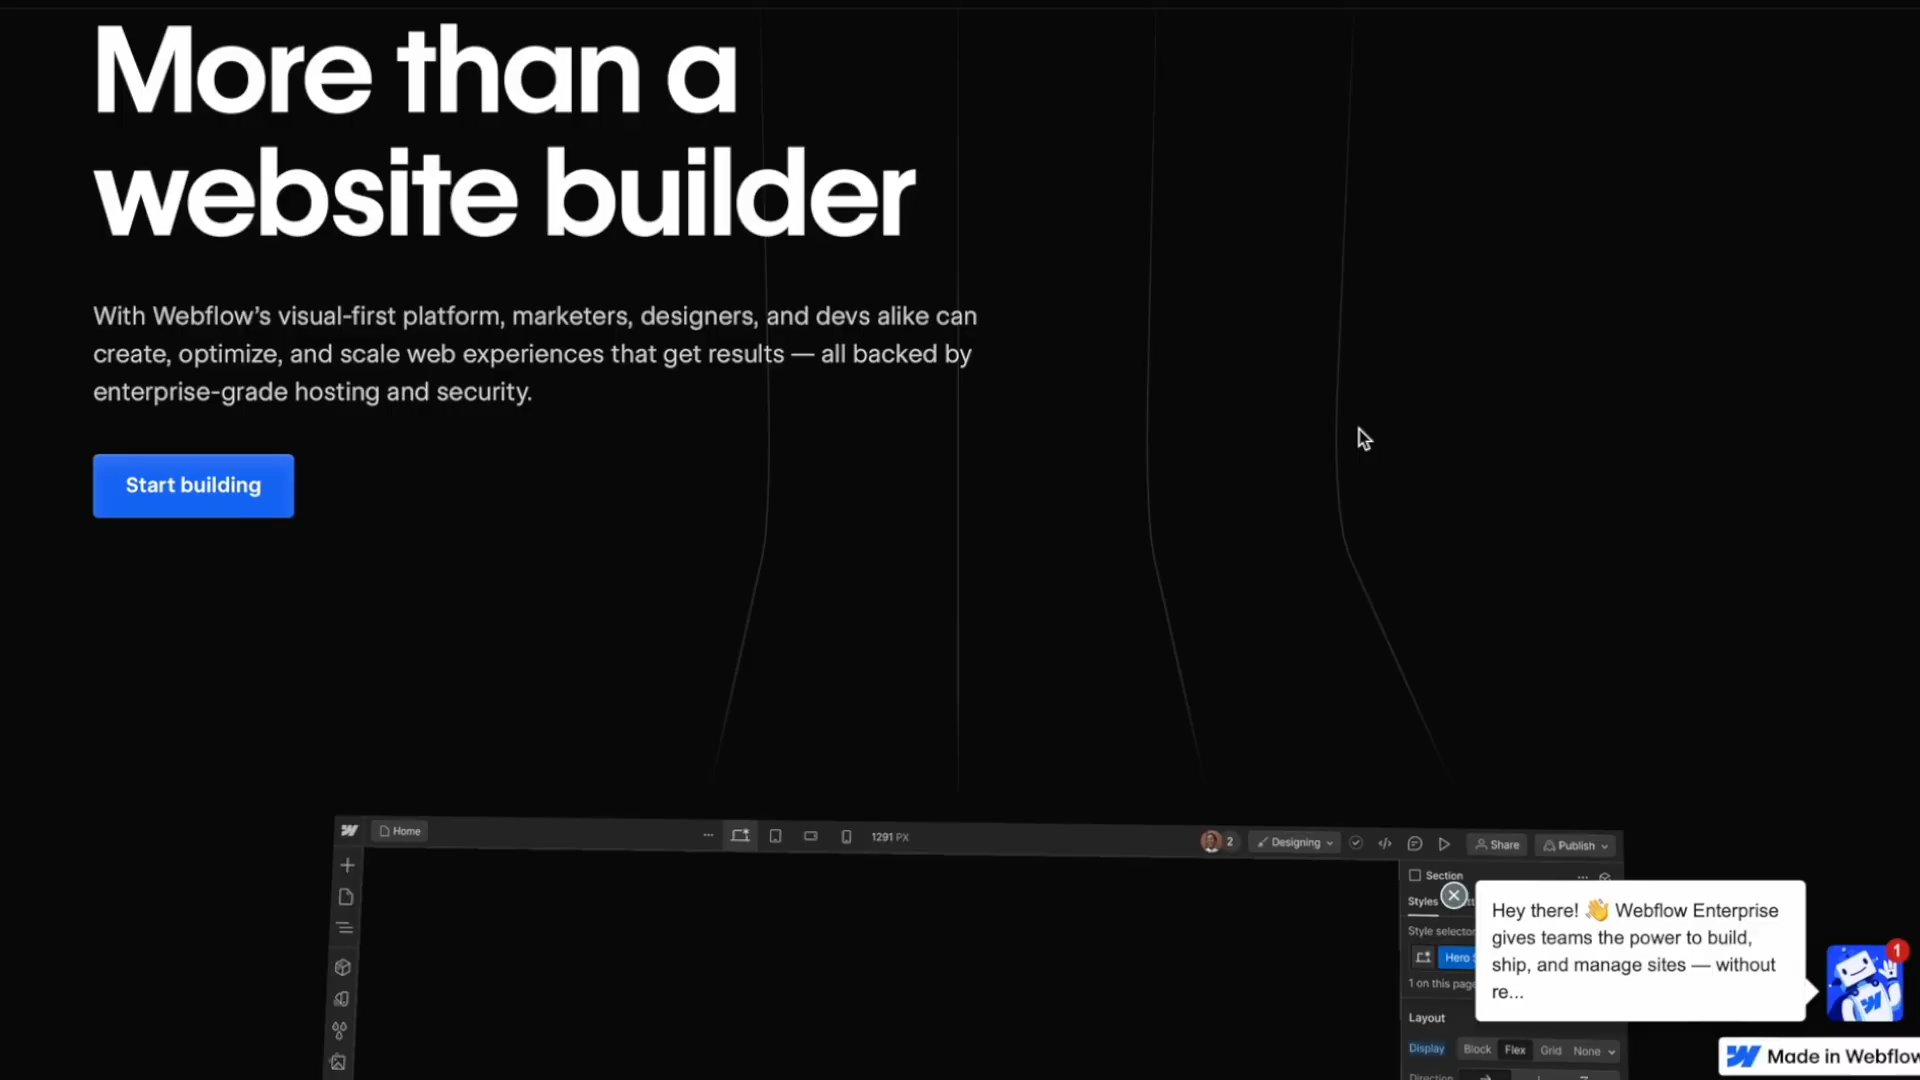 More than a
website builder
With Webflow’s visual-first platform, marketers, designers, and devs alike can
create, optimize, and scale web experiences that get results — all backed by
enterprise-grade hosting and security.
Start building
Home
1291 PX
2
Designing
Share
Publish
Section
Styles
Style selector
Hero
1 on this page
Layout
Display
Block
Flex
Grid
None
Direction
Hey there! 👋 Webflow Enterprise
gives teams the power to build,
ship, and manage sites — without
re...
1
Made in Webflow